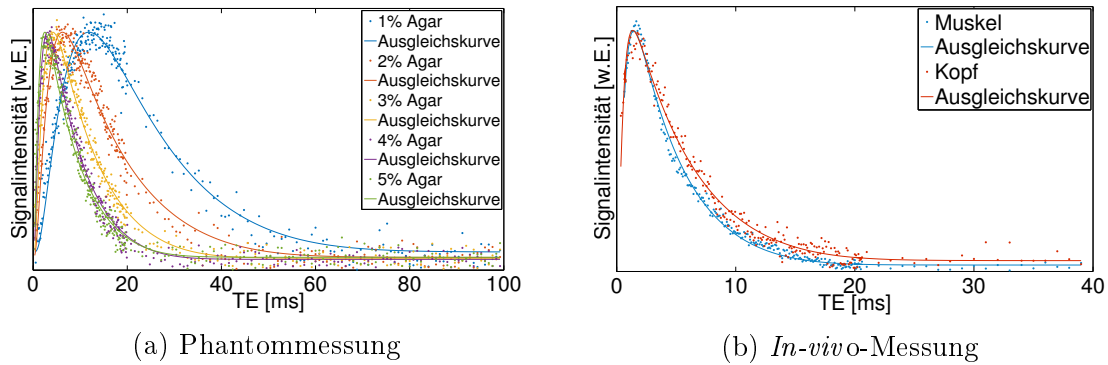 Signalintensität [w.E.]
1% Agar
Ausgleichskurve
2% Agar
Ausgleichskurve
3% Agar
Ausgleichskurve
4% Agar
Ausgleichskurve
5% Agar
Ausgleichskurve
0 20 40 60 80 100
TE [ms]
(a) Phantommessung
Signalintensität [w.E.]
Muskel
Ausgleichskurve
Kopf
Ausgleichskurve
0 10 20 30 40
TE [ms]
(b) In-vivo-Messung